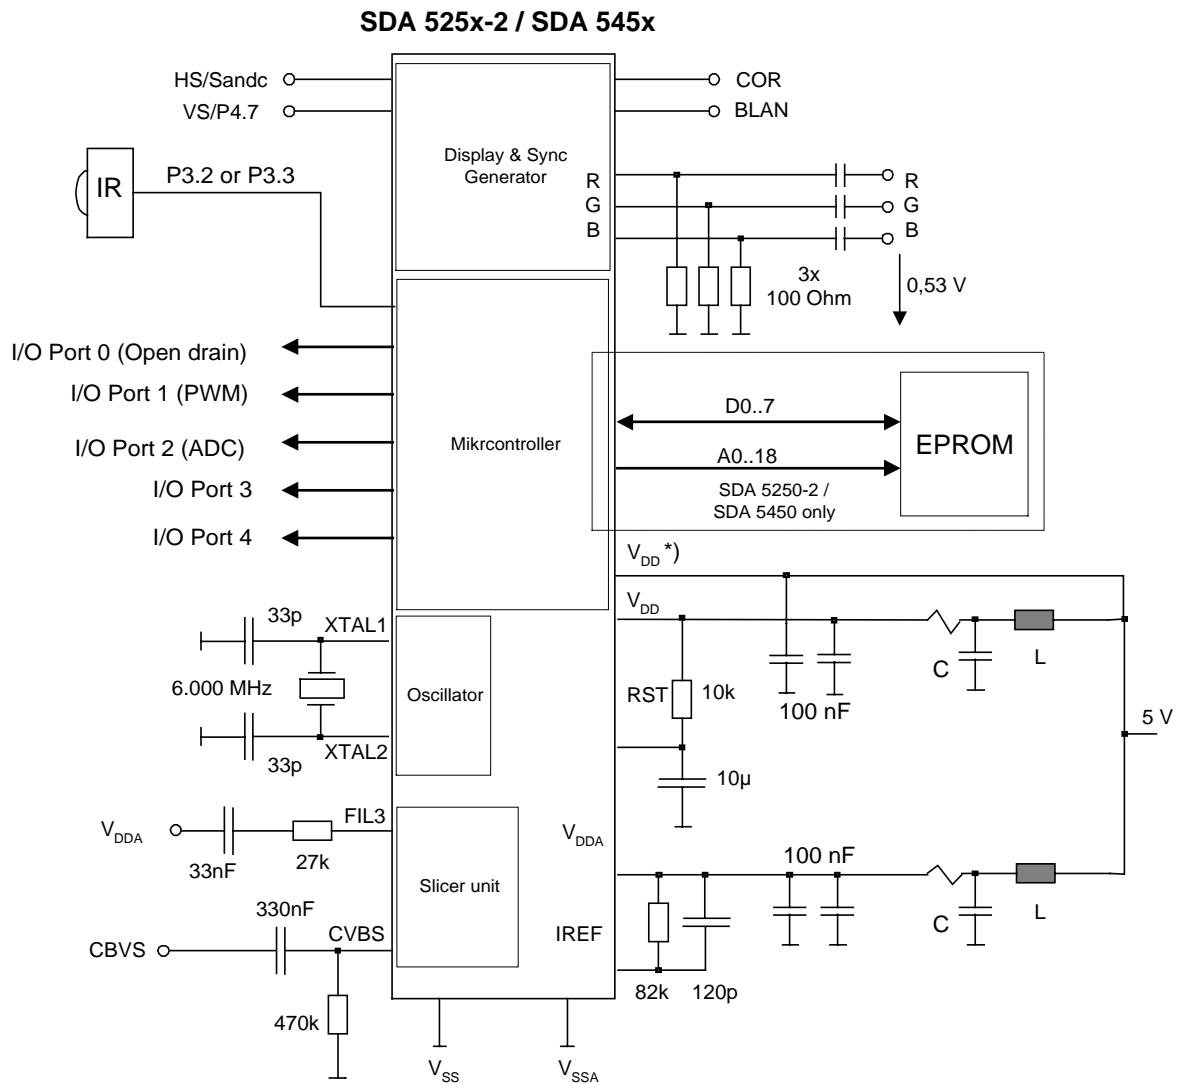 SDA 525x-2 / SDA 545x
HS/Sandc
COR
VS/P4.7
BLAN
Display & Sync
Generator
IR
P3.2 or P3.3
R
R
G
G
B
B
3x
100 Ohm
0,53 V
I/O Port 0 (Open drain)
I/O Port 1 (PWM)
I/O Port 2 (ADC)
I/O Port 3
I/O Port 4
Mikrcontroller
D0..7
A0..18
EPROM
SDA 5250-2 /
SDA 5450 only
VDD *)
VDD
33p
XTAL1
6.000 MHz
Oscillator
XTAL2
33p
RST
10k
100 nF
C
L
5 V
10µ
VDDA
FIL3
33nF
27k
VDDA
100 nF
Slicer unit
330nF
CBVS
CVBS
IREF
C
L
82k
120p
470k
VSS
VSSA